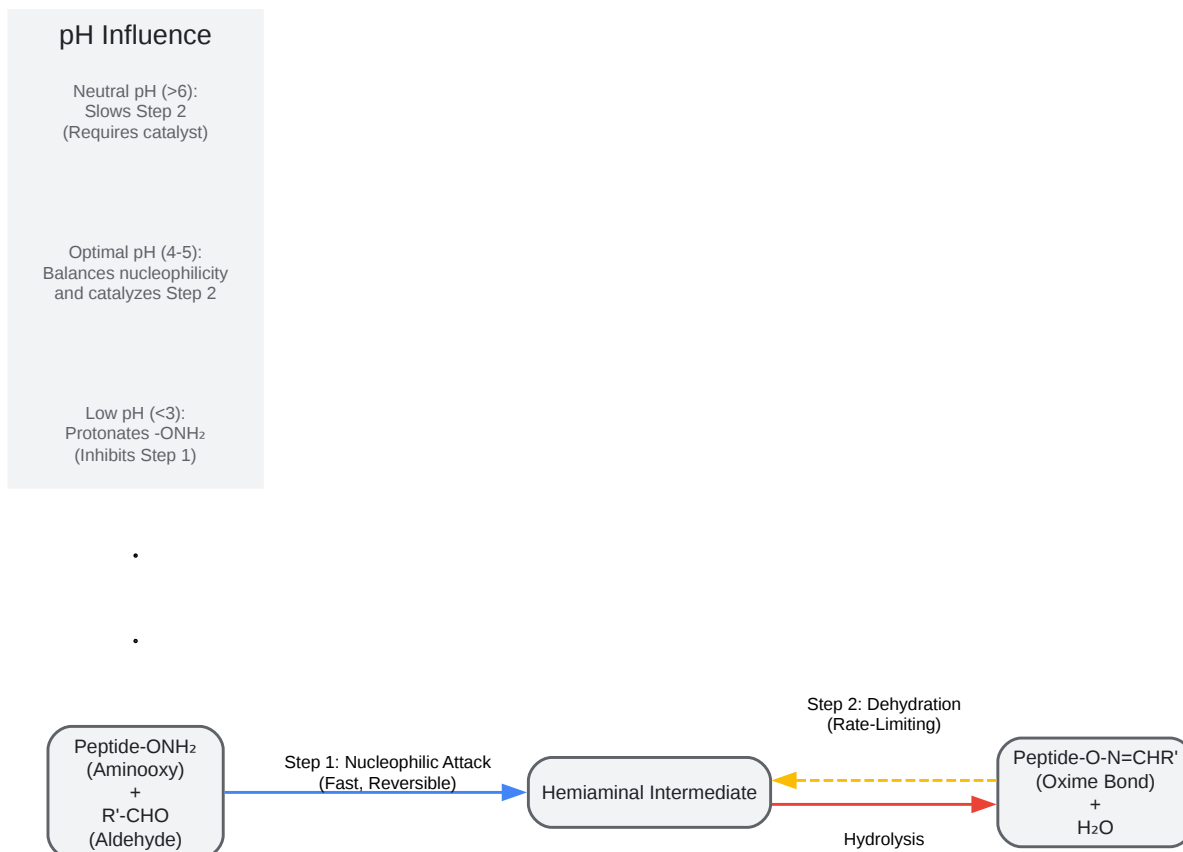 pH Influence
Neutral pH (>6):
Slows Step 2
(Requires catalyst)
Optimal pH (4-5):
Balances nucleophilicity
and catalyzes Step 2
Low pH (<3):
Protonates -ONH₂
(Inhibits Step 1)
Peptide-ONH₂
(Aminooxy)
+
R'-CHO
(Aldehyde)
Step 1: Nucleophilic Attack
(Fast, Reversible)
Hemiaminal Intermediate
Step 2: Dehydration
(Rate-Limiting)
Hydrolysis
Peptide-O-N=CHR'
(Oxime Bond)
+
H₂O